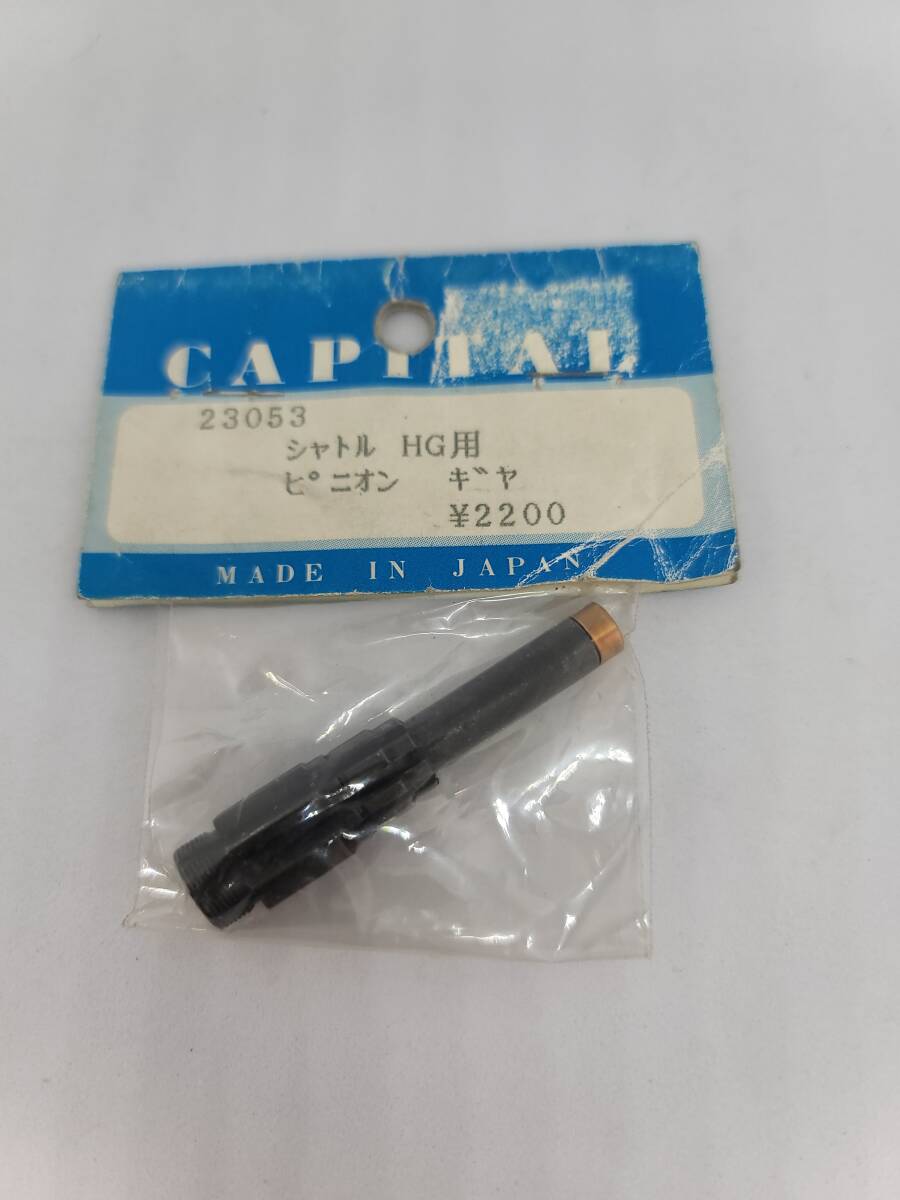 CAPITAL
23053
シャトル HG用
ピニオン ギヤ
¥2200
MADE IN JAPAN